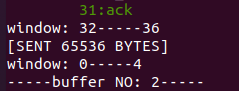 31:ack
window: 32-----36
[SENT 65536 BYTES]
window: 0-----4
-----buffer NO: 2-----